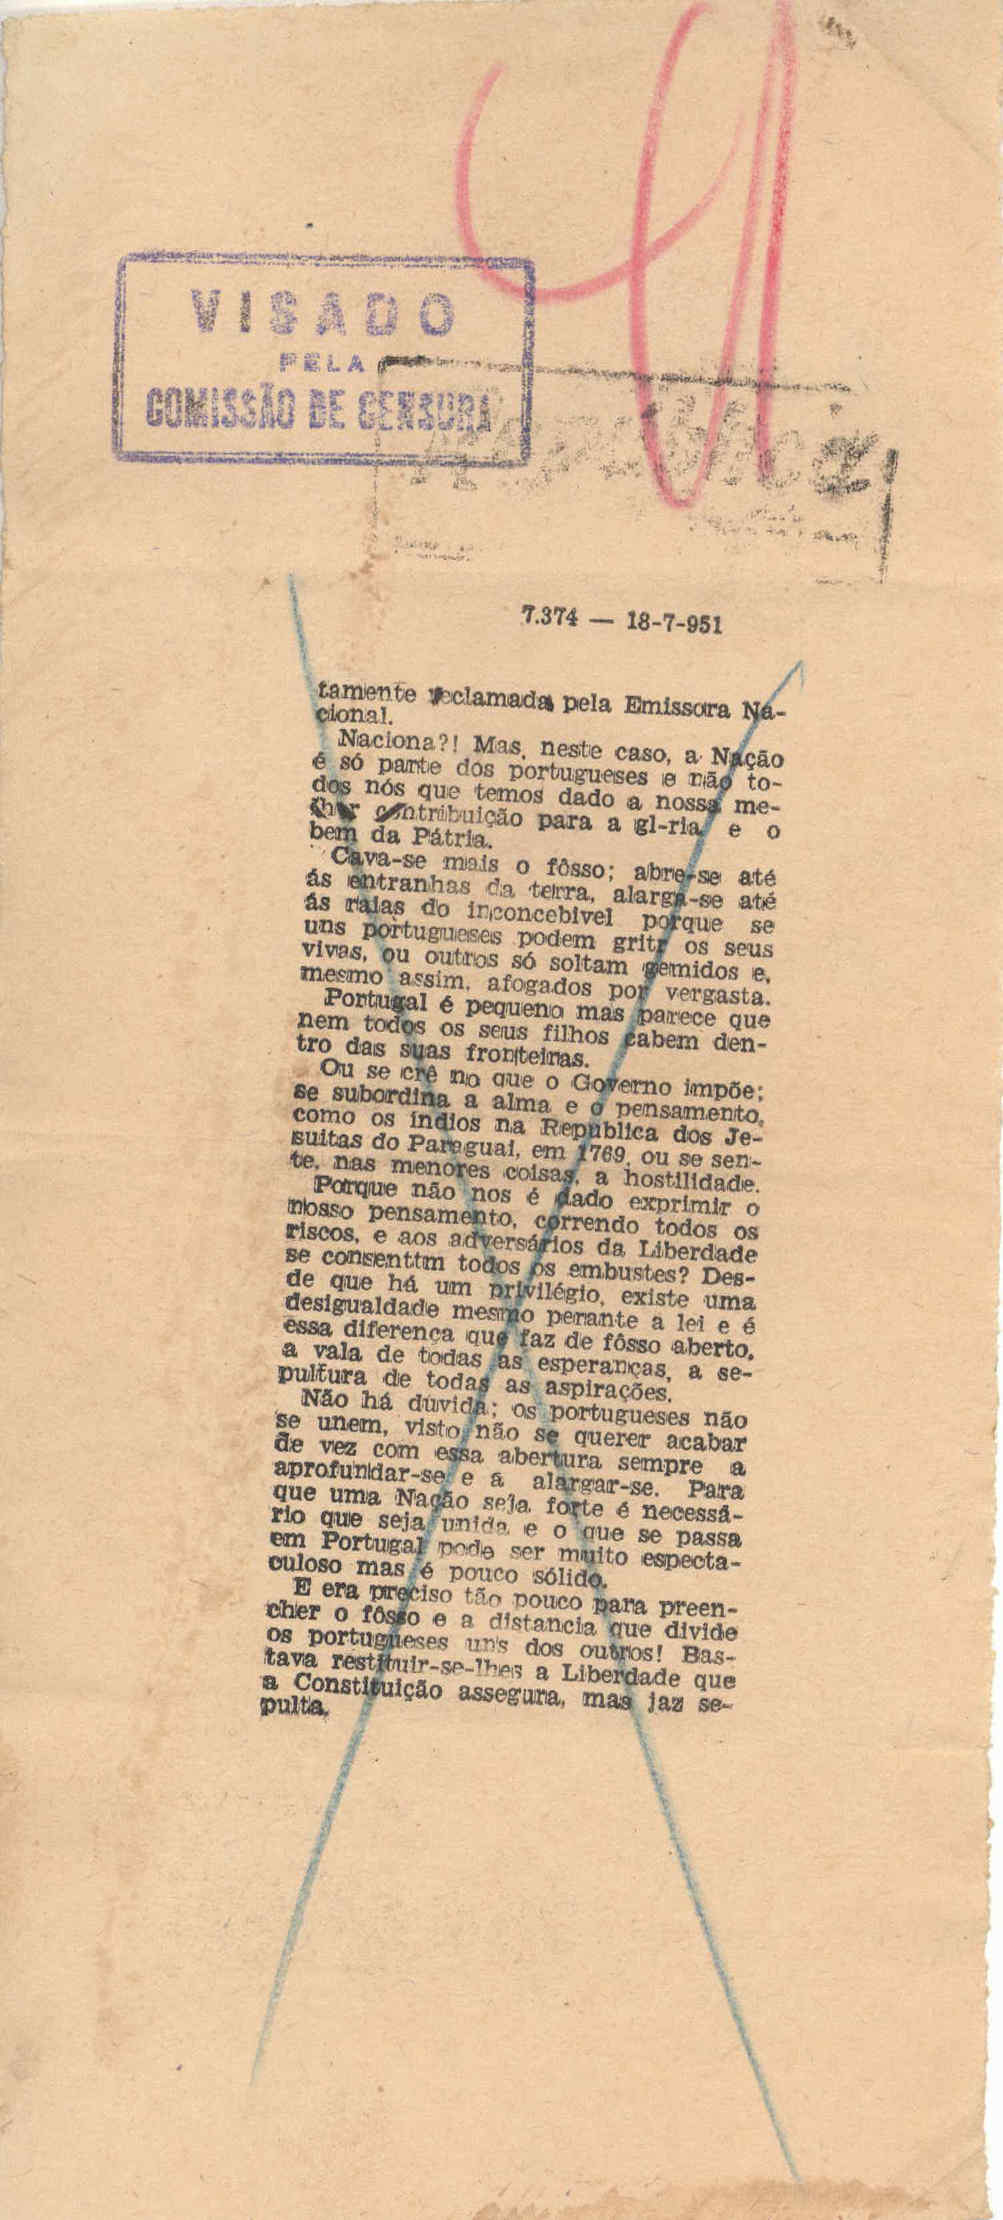 VISADO
PELA
COMISSÃO DE CENSURA
7.374 — 18-7-951
tamente reclamada pela Emissora Na-
cional.
Naciona?! Mas, neste caso, a Nação
é só parte dos portugueses e não to-
dos nós que temos dado a nossa me-
lhor contribuição para a gl-ria e o
bem da Pátria.
Cava-se mais o fôsso; abre-se até
ás entranhas da terra, alarga-se até
ás raias do inconcebivel porque se
uns portugueses podem gritr os seus
vivas, ou outros só soltam gemidos e,
mesmo assim, afogados por vergasta.
Portugal é pequeno mas parece que
nem todos os seus filhos cabem den-
tro das suas fronteiras.
Ou se crê no que o Governo impõe;
se subordina a alma e o pensamento,
como os índios na Republica dos Je-
suitas do Paraguai, em 1769, ou se sen-
te, nas menores coisas, a hostilidade.
Porque não nos é dado exprimir o
nosso pensamento, correndo todos os
riscos, e aos adversários da Liberdade
se consenttm todos os embustes? Des-
de que há um privilégio, existe uma
desigualdade mesmo perante a lei e é
essa diferença que faz de fôsso aberto,
a vala de todas as esperanças, a se-
pultura de todas as aspirações.
Não há duvida; os portugueses não
se unem, visto não se querer acabar
de vez com essa abertura sempre a
aprofundar-se e a alargar-se. Para
que uma Nação seja forte é necessá-
rio que seja unida e o que se passa
em Portugal pode ser muito especta-
culoso mas é pouco sólido.
E era preciso tão pouco para preen-
cher o fôsso e a distancia que divide
os portugueses uns dos outros! Bas-
tava restituir-se-lhes a Liberdade que
a Constituição assegura, mas jaz se-
pulta.